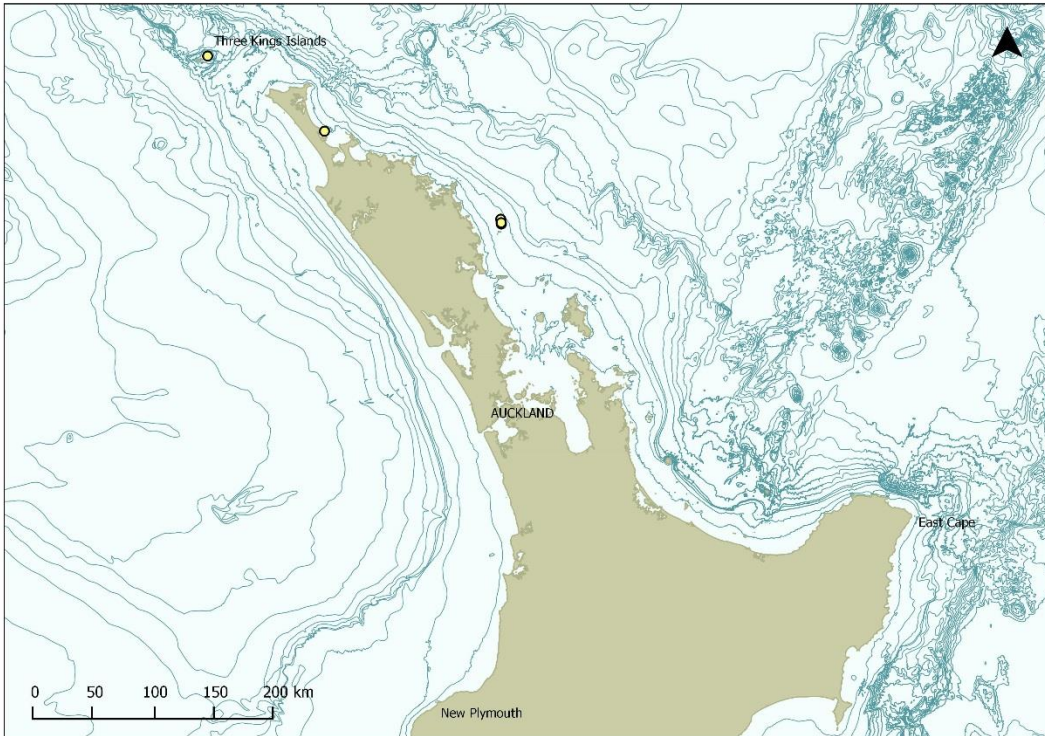 Three Kings Islands
AUCKLAND
East Cape
0 50 100 150 200 km
New Plymouth